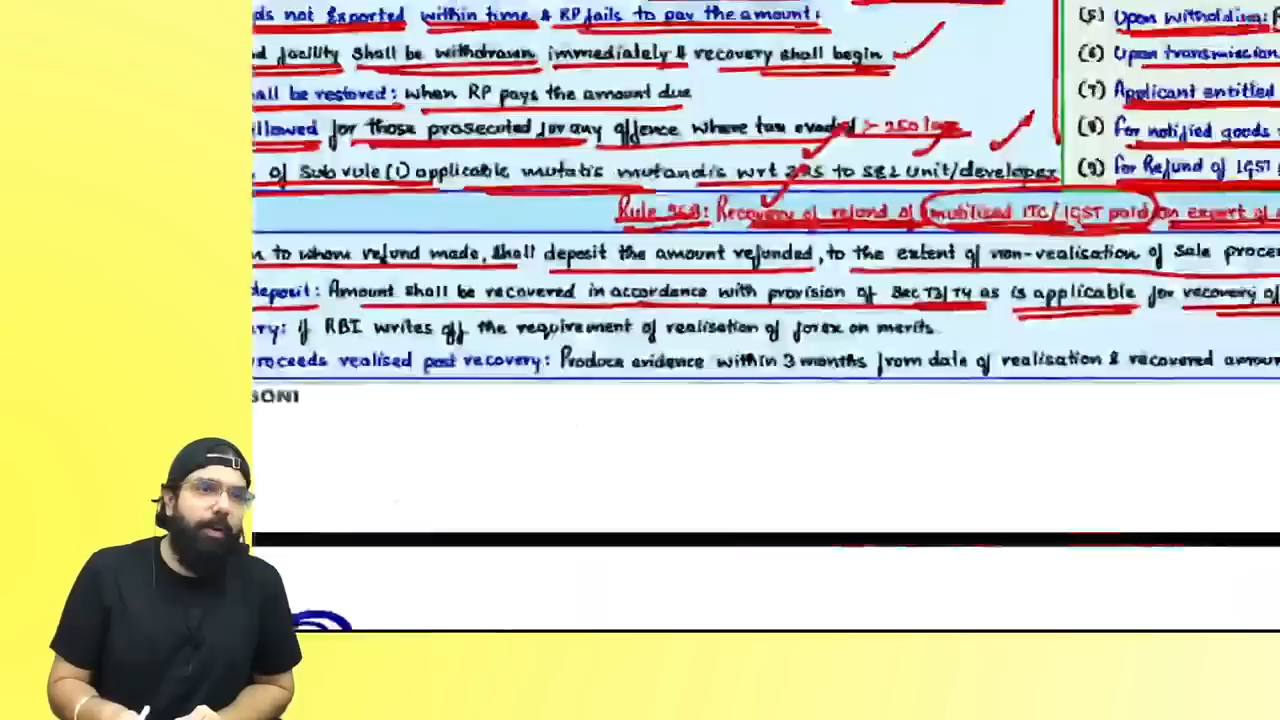 ds not Exported within time & RP fails to pay the amount:
d facility shall be withdrawn immediately & recovery shall begin
all be restored: when RP pays the amount due
llowed for those prosecuted for any offence where tax evaded > 250 lacs
of Subrule (1) applicable mutatis mutandis wrt ZRS to SEZ Unit/developer
(5) Upon witholding:
(6) Upon transmission
(7) Applicant entitled
(8) for notified goods
(9) for Refund of IGST
Rule 96B: Recovery of refund of unutilised ITC/IGST paid on export of
n to whom refund made, shall deposit the amount refunded, to the extent of non-realisation of Sale proce
deposit: Amount shall be recovered in accordance with provision of Sec 73/74 as is applicable for recovery of
ry: if RBI writes off the requirement of realisation of forex on merits
roceeds realised post recovery: Produce evidence within 3 months from date of realisation & recovered amoun
SONI